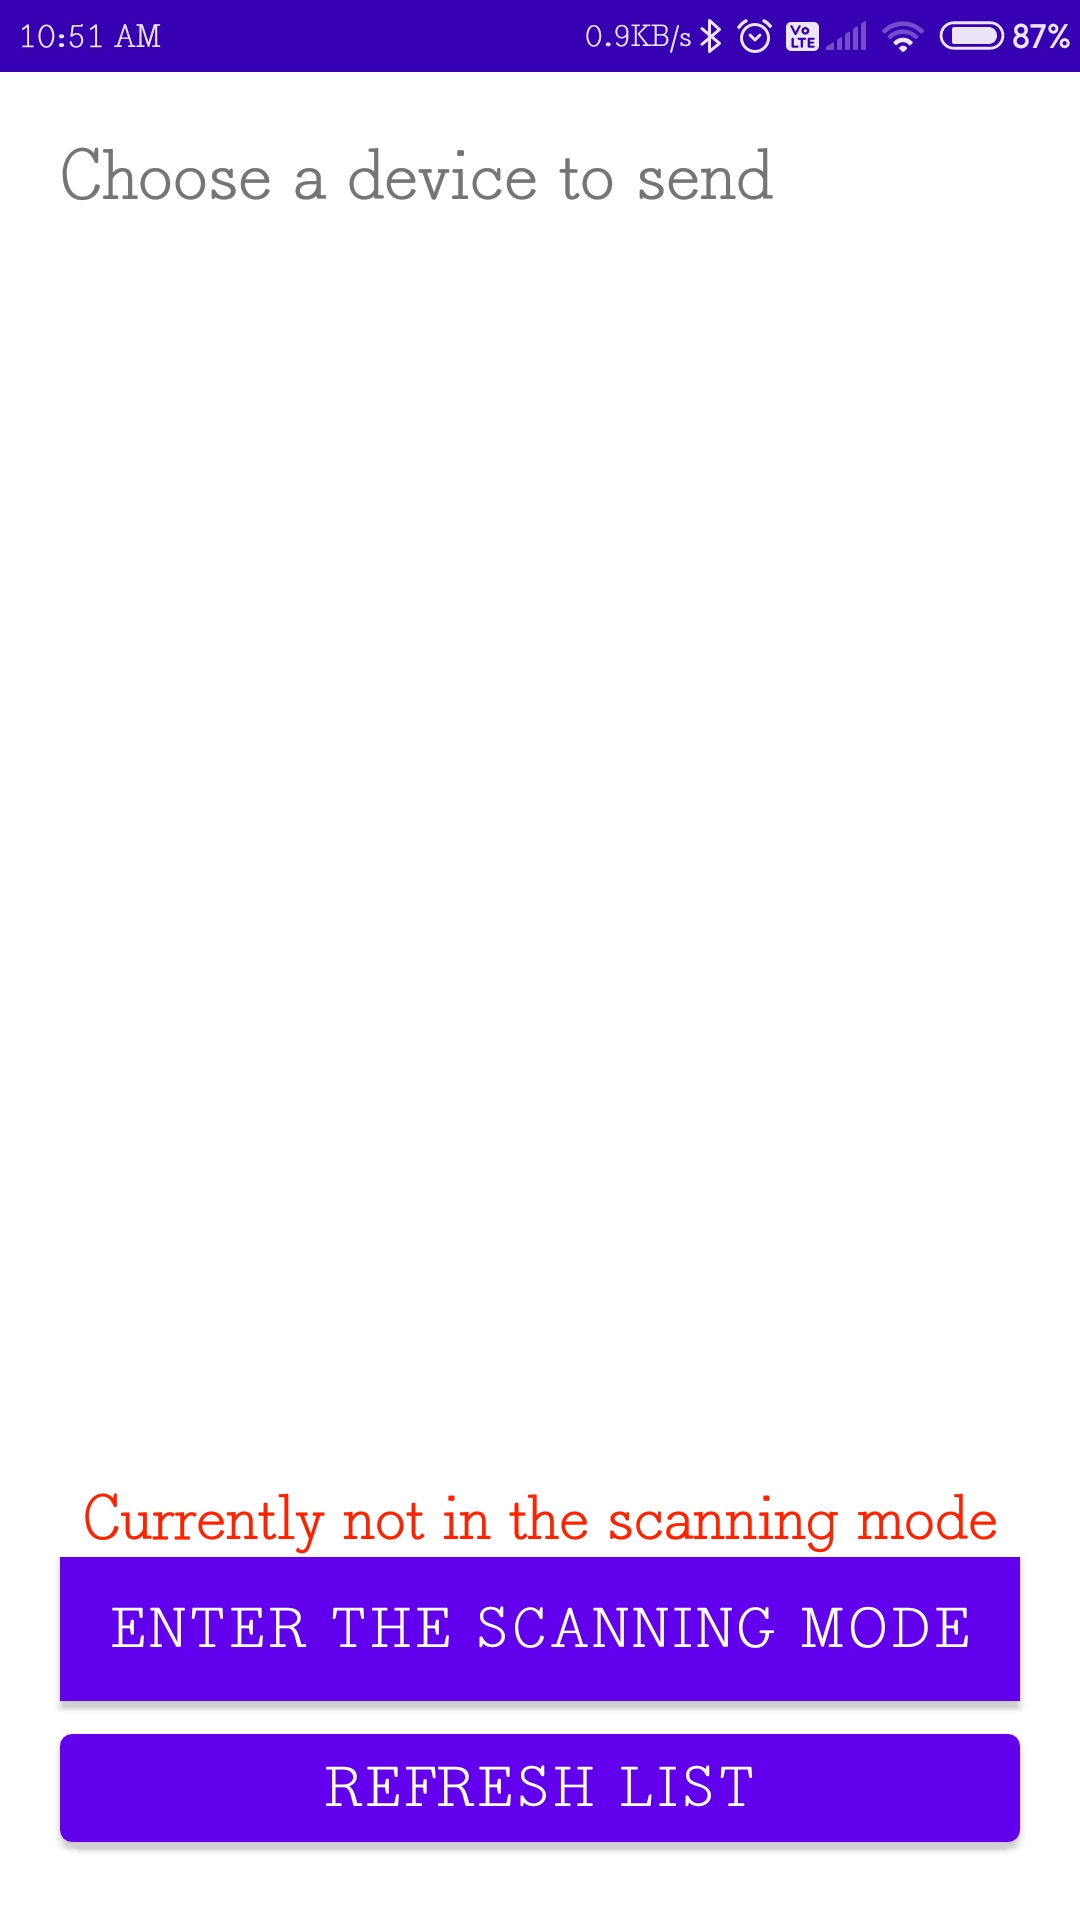 10:51 AM 0.9KB/s Vo LTE 87%
Choose a device to send
Currently not in the scanning mode
ENTER THE SCANNING MODE
REFRESH LIST